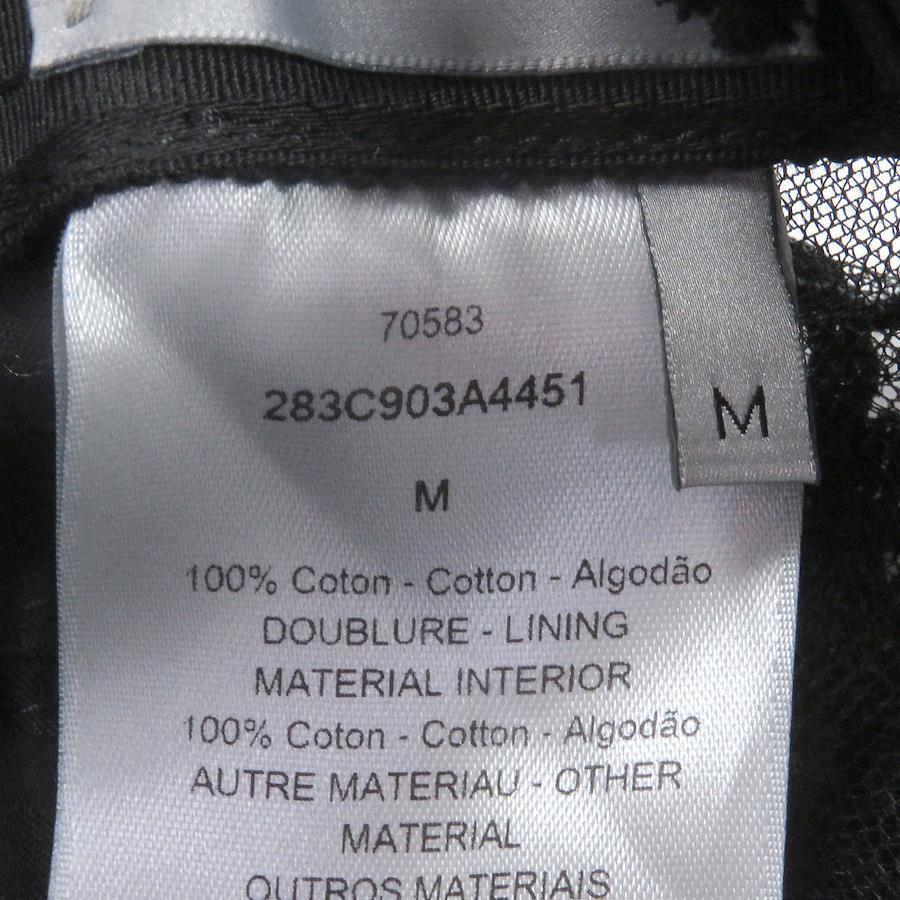 70583
283C903A4451
M
M
100% Coton - Cotton - Algodão
DOUBLURE - LINING
MATERIAL INTERIOR
100% Coton - Cotton - Algodão
AUTRE MATERIAU - OTHER
MATERIAL
OUTROS MATERIAIS